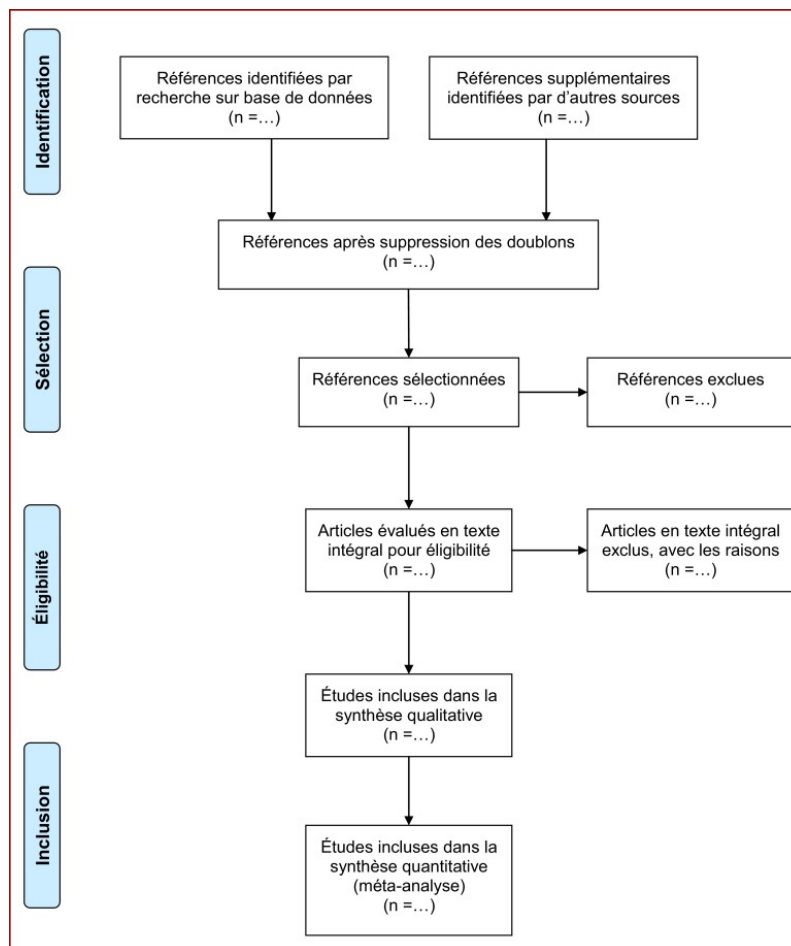 Identification
Références identifiées par
recherche sur base de données
(n =…)
Références supplémentaires
identifiées par d’autres sources
(n =…)
Références après suppression des doublons
(n =…)
Sélection
Références sélectionnées
(n =…)
Références exclues
(n =…)
Éligibilité
Articles évalués en texte
intégral pour éligibilité
(n =…)
Articles en texte intégral
exclus, avec les raisons
(n =…)
Études incluses dans la
synthèse qualitative
(n =…)
Inclusion
Études incluses dans la
synthèse quantitative
(méta-analyse)
(n =…)